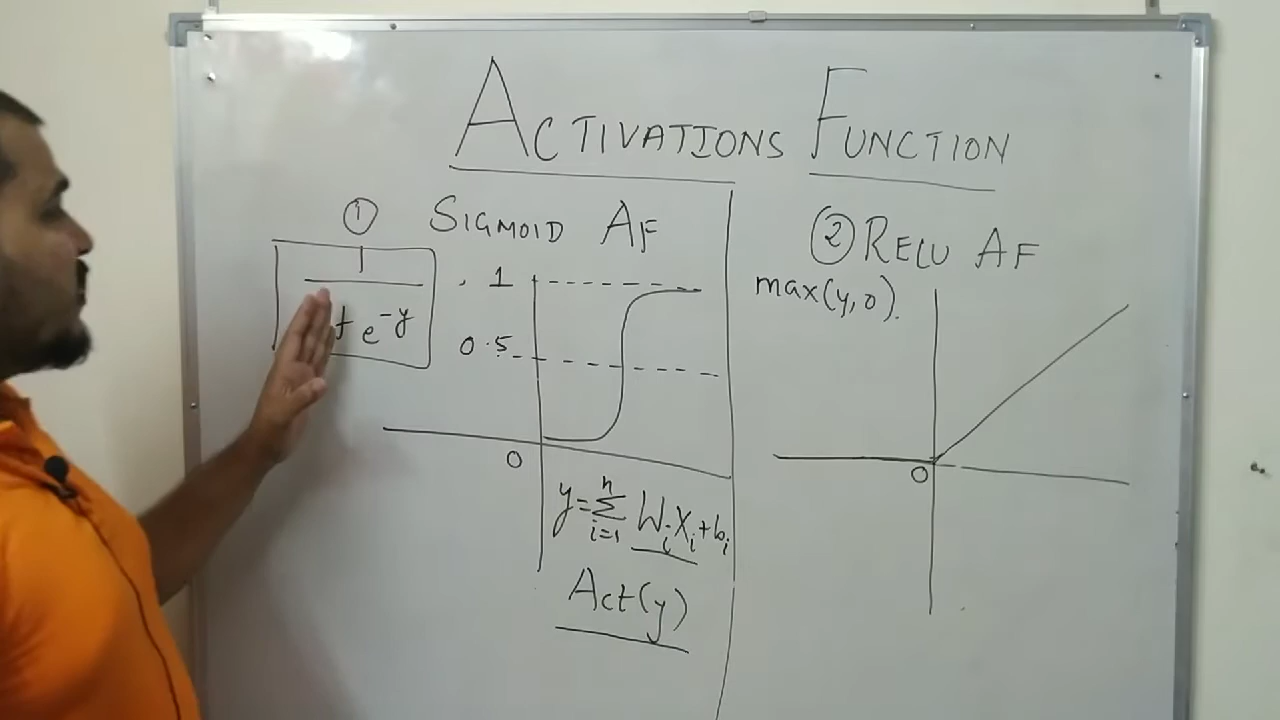 ACTIVATIONS FUNCTION
① SIGMOID AF
1
+ e^-y
1
0.5
0
y = Σ^n_i=1 W_i X_i + b_i
Act(y)
② RELU AF
max(y,0).
0